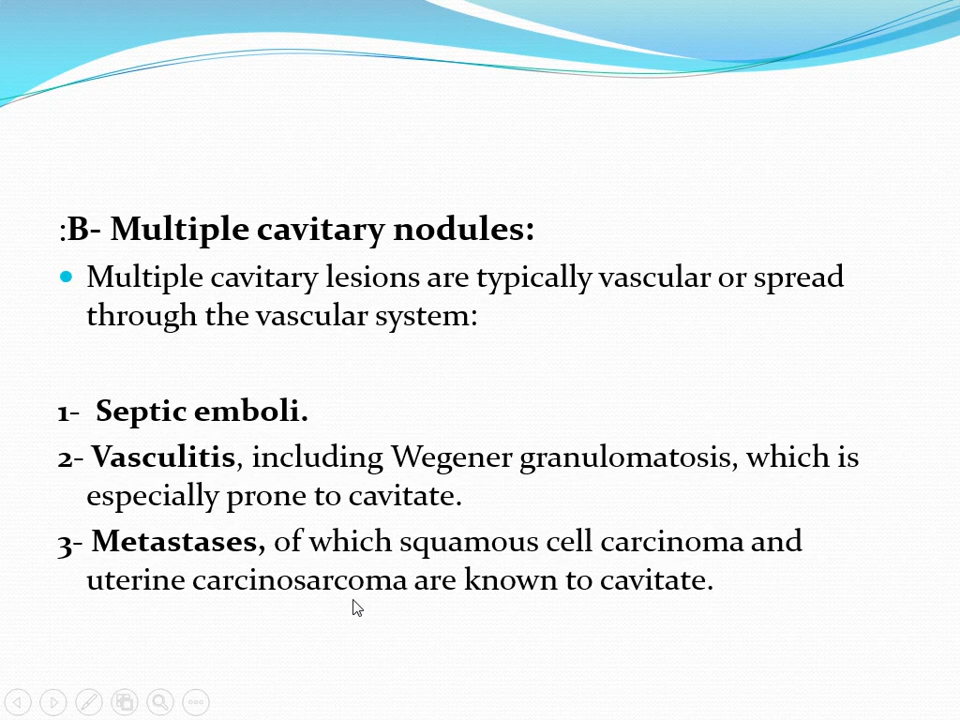 :B- Multiple cavitary nodules:
Multiple cavitary lesions are typically vascular or spread
through the vascular system:
1- Septic emboli.
2- Vasculitis, including Wegener granulomatosis, which is
especially prone to cavitate.
3- Metastases, of which squamous cell carcinoma and
uterine carcinosarcoma are known to cavitate.